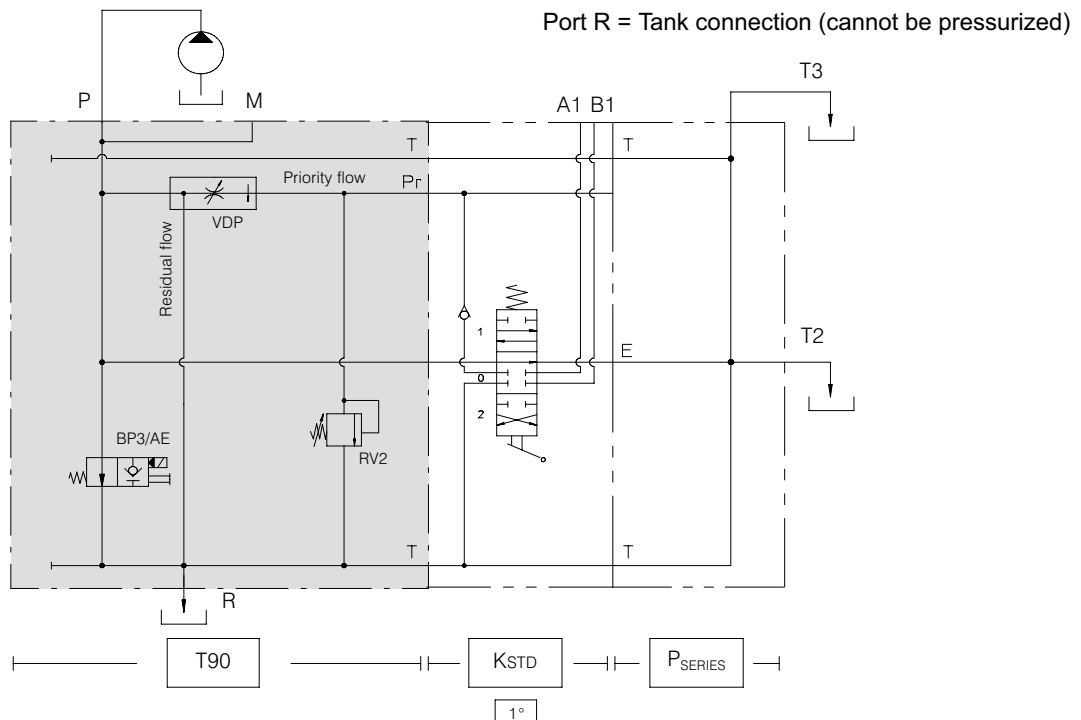 Port R = Tank connection (cannot be pressurized)
T3
P
M
A1 B1
T
T
Priority flow
Pr
VDP
Residual flow
1
E
T2
0
2
BP3/AE
RV2
T
T
R
T90
KSTD
PSERIES
1°